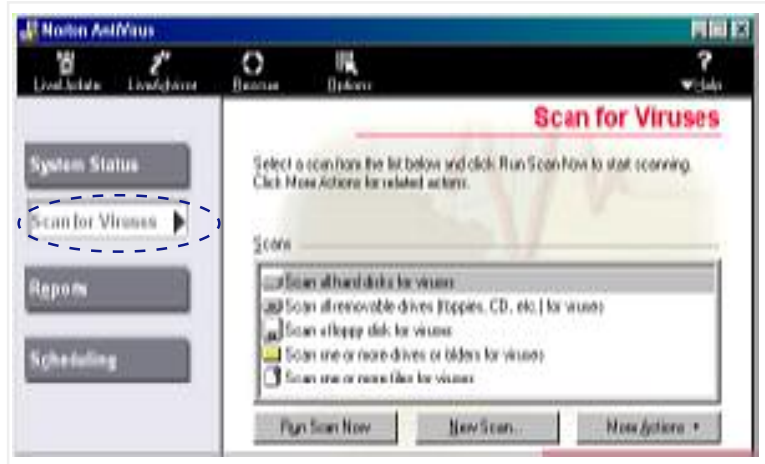 Norton AntiVirus
LiveUpdate LiveAdvisor Rescue Options Help
Scan for Viruses
System Status
Select a scan from the list below and click Run Scan Now to start scanning.
Click More Actions for related actions.
Scan for Viruses
Scans
Scan all hard disks for viruses
Reports
Scan all removable drives (floppies, CD, etc.) for viruses
Scan a floppy disk for viruses
Scan one or more drives or folders for viruses
Scheduling
Scan one or more files for viruses
Run Scan Now New Scan... More Actions